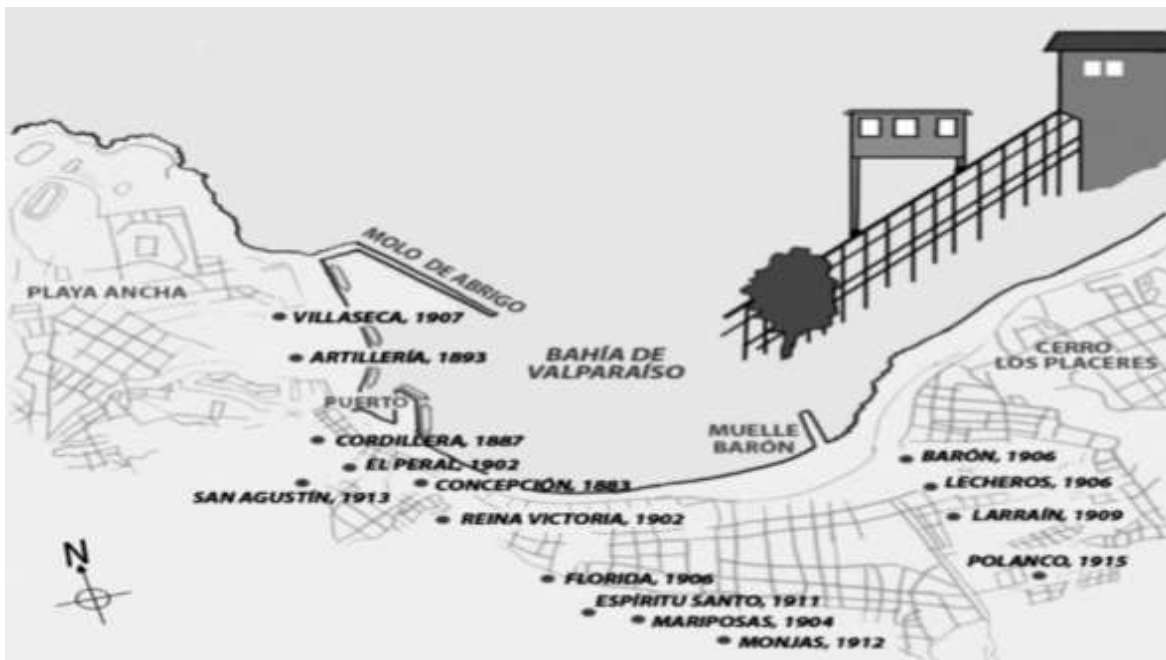 MOLO DE ABRIGO
PLAYA ANCHA
VILLASECA, 1907
ARTILLERÍA, 1893
BAHÍA DE
VALPARAÍSO
CERRO
LOS PLACERES
PUERTO
MUELLE
BARÓN
CORDILLERA, 1887
EL PERAL, 1902
CONCEPCIÓN, 1883
SAN AGUSTÍN, 1913
REINA VICTORIA, 1902
BARÓN, 1906
LECHEROS, 1906
LARRAÍN, 1909
POLANCO, 1915
N
FLORIDA, 1906
ESPÍRITU SANTO, 1911
MARIPOSAS, 1904
MONJAS, 1912